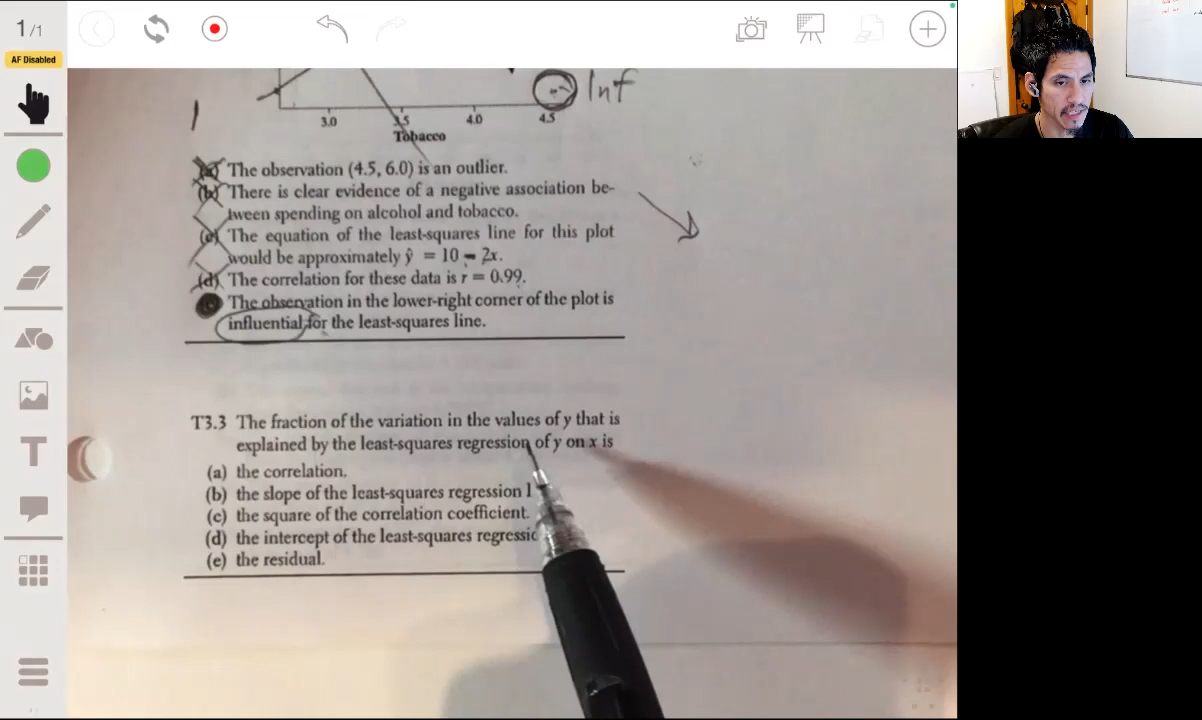 1/1
AF Disabled
Inf
1
3.0 3.5 4.0 4.5
Tobacco
(a) The observation (4.5, 6.0) is an outlier.
(b) There is clear evidence of a negative association be-
tween spending on alcohol and tobacco.
(c) The equation of the least-squares line for this plot
would be approximately ŷ = 10 - 2x.
(d) The correlation for these data is r = 0.99.
The observation in the lower-right corner of the plot is
influential for the least-squares line.
T3.3 The fraction of the variation in the values of y that is
explained by the least-squares regression of y on x is
(a) the correlation.
(b) the slope of the least-squares regression
(c) the square of the correlation coefficient.
(d) the intercept of the least-squares
(e) the residual.
T